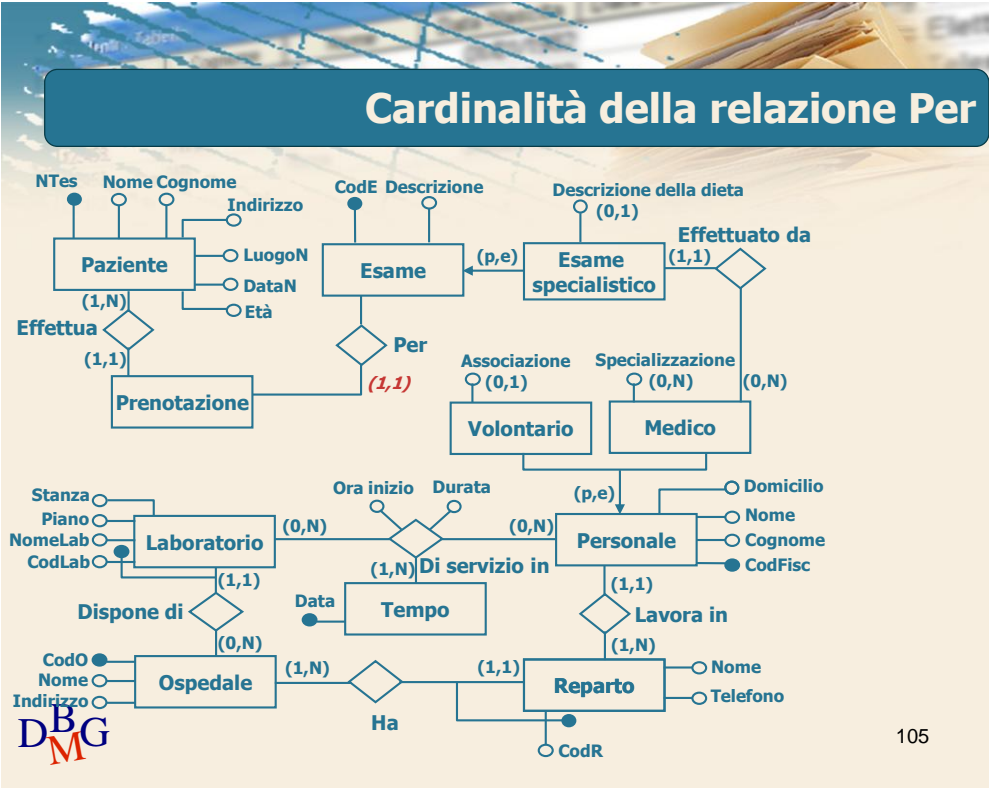 Cardinalità della relazione Per
NTes Nome Cognome
Indirizzo
Paziente
LuogoN
DataN
Età
(1,N)
Effettua
(1,1)
Prenotazione
CodE Descrizione
Esame
Per
(1,1)
(p,e)
Descrizione della dieta
(0,1)
Esame
specialistico
(1,1)
Effettuato da
(0,N)
Associazione
(0,1)
Volontario
Specializzazione
(0,N)
Medico
(p,e)
Stanza
Piano
NomeLab
CodLab
Laboratorio
(0,N)
Ora inizio Durata
(0,N)
(1,N) Di servizio in
Data
Tempo
Personale
Domicilio
Nome
Cognome
CodFisc
(1,1)
Dispone di
(0,N)
(1,1)
Lavora in
(1,N)
CodO
Nome
Indirizzo
Ospedale
(1,N)
Ha
(1,1)
Reparto
Nome
Telefono
CodR
DBMG
105